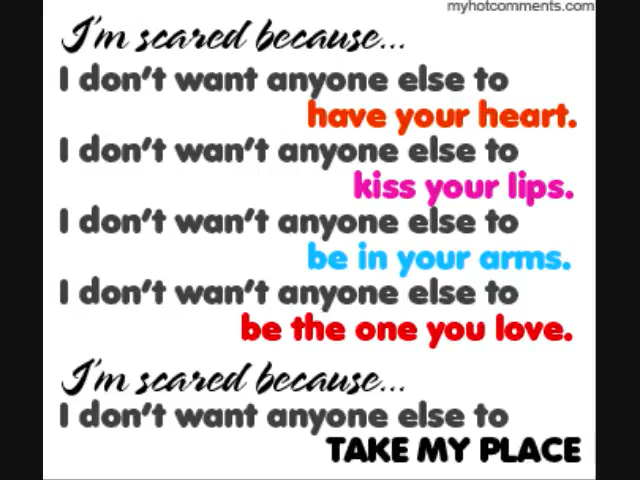 myhotcomments.com
I'm scared because...
I don't want anyone else to
have your heart.
I don't wan't anyone else to
kiss your lips.
I don't wan't anyone else to
be in your arms.
I don't wan't anyone else to
be the one you love.
I'm scared because...
I don't want anyone else to
TAKE MY PLACE